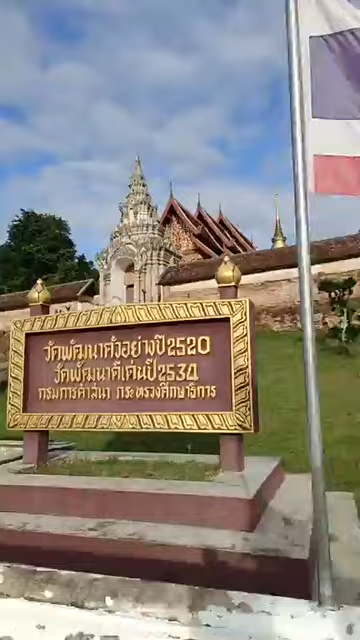 วัดพัฒนาตัวอย่างปี2520
วัดพัฒนาดีเด่นปี2534
กรมการศาสนา กระทรวงศึกษาธิการ